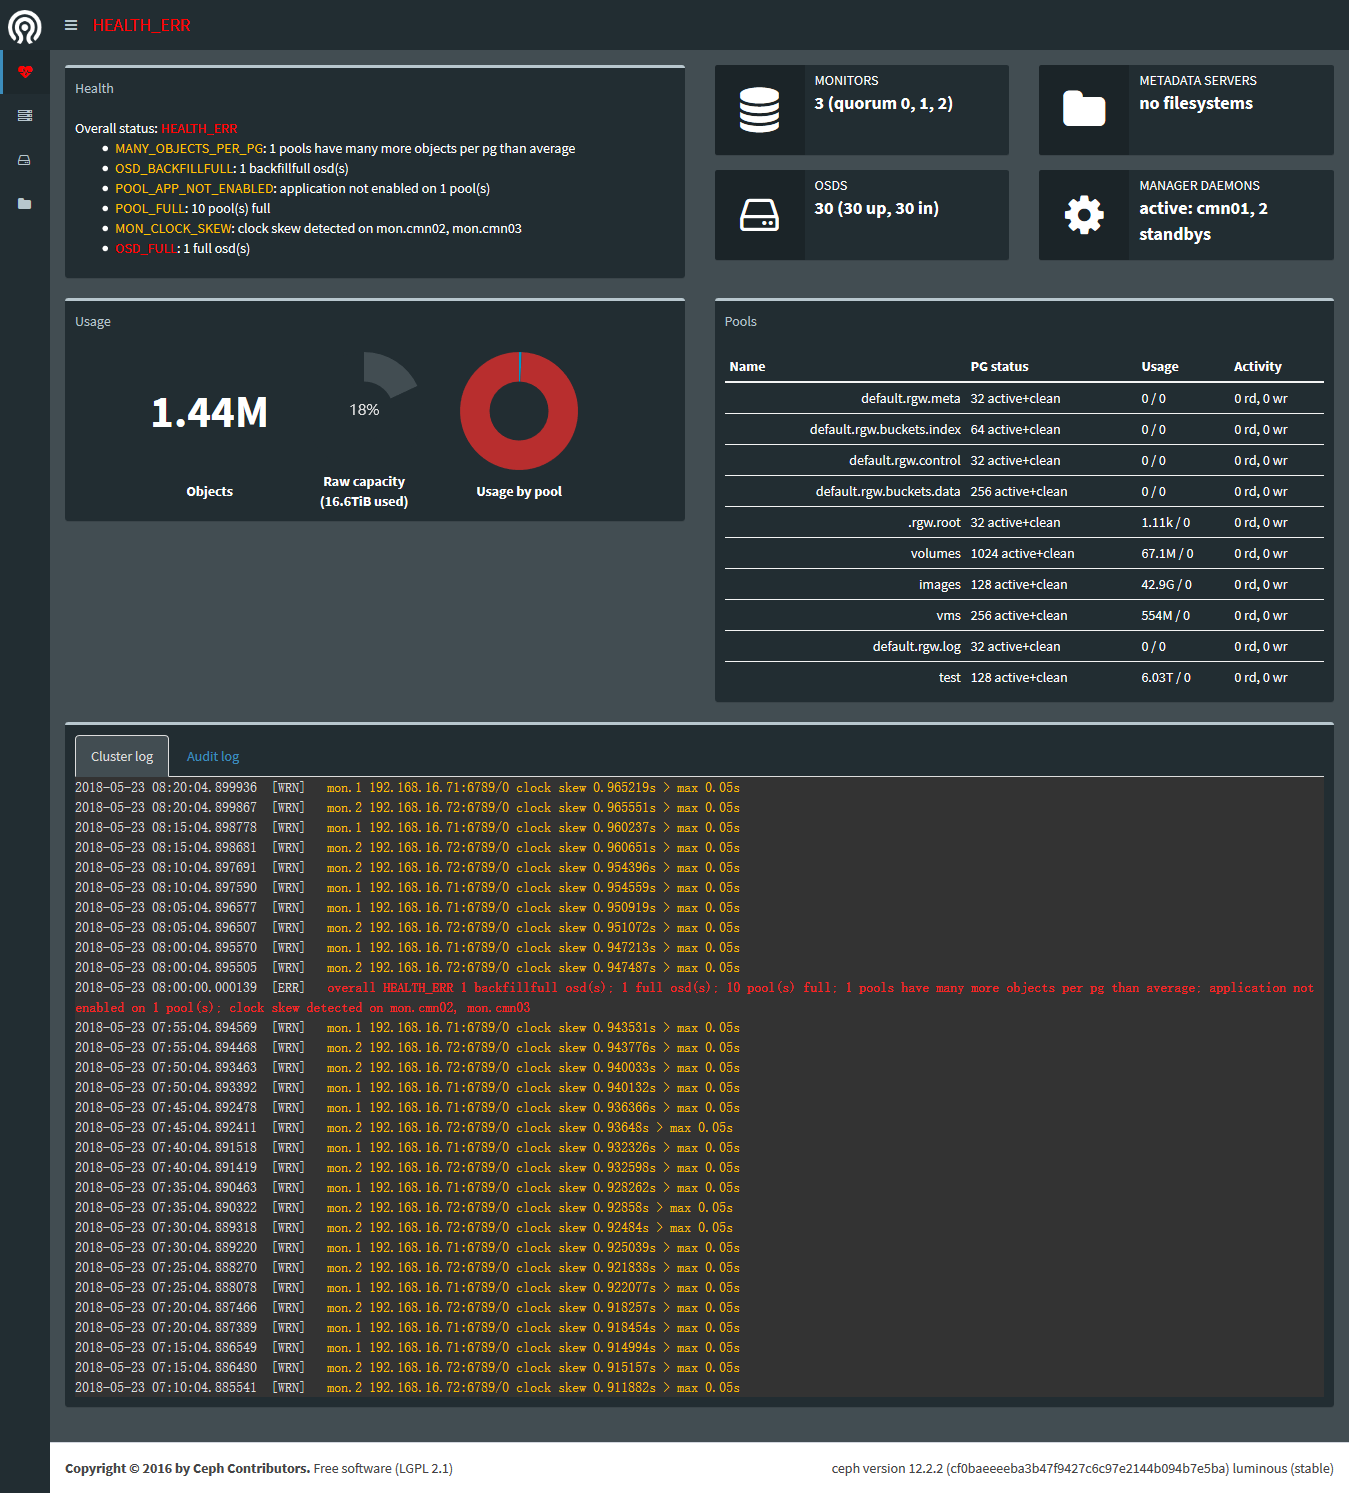 HEALTH_ERR
Health
Overall status: HEALTH_ERR
MANY_OBJECTS_PER_PG: 1 pools have many more objects per pg than average
OSD_BACKFILLFULL: 1 backfillfull osd(s)
POOL_APP_NOT_ENABLED: application not enabled on 1 pool(s)
POOL_FULL: 10 pool(s) full
MON_CLOCK_SKEW: clock skew detected on mon.cmn02, mon.cmn03
OSD_FULL: 1 full osd(s)
MONITORS
3 (quorum 0, 1, 2)
METADATA SERVERS
no filesystems
OSDS
30 (30 up, 30 in)
MANAGER DAEMONS
active: cmn01, 2
standbys
Usage
1.44M
Objects
18%
Raw capacity
(16.6TiB used)
Usage by pool
Pools
Name PG status Usage Activity
default.rgw.meta 32 active+clean 0 / 0 0 rd, 0 wr
default.rgw.buckets.index 64 active+clean 0 / 0 0 rd, 0 wr
default.rgw.control 32 active+clean 0 / 0 0 rd, 0 wr
default.rgw.buckets.data 256 active+clean 0 / 0 0 rd, 0 wr
.rgw.root 32 active+clean 1.11k / 0 0 rd, 0 wr
volumes 1024 active+clean 67.1M / 0 0 rd, 0 wr
images 128 active+clean 42.9G / 0 0 rd, 0 wr
vms 256 active+clean 554M / 0 0 rd, 0 wr
default.rgw.log 32 active+clean 0 / 0 0 rd, 0 wr
test 128 active+clean 6.03T / 0 0 rd, 0 wr
Cluster log Audit log
2018-05-23 08:20:04.899936 [WRN] mon.1 192.168.16.71:6789/0 clock skew 0.965219s > max 0.05s
2018-05-23 08:20:04.899867 [WRN] mon.2 192.168.16.72:6789/0 clock skew 0.965551s > max 0.05s
2018-05-23 08:15:04.898778 [WRN] mon.1 192.168.16.71:6789/0 clock skew 0.960237s > max 0.05s
2018-05-23 08:15:04.898681 [WRN] mon.2 192.168.16.72:6789/0 clock skew 0.960651s > max 0.05s
2018-05-23 08:10:04.897691 [WRN] mon.2 192.168.16.72:6789/0 clock skew 0.954396s > max 0.05s
2018-05-23 08:10:04.897590 [WRN] mon.1 192.168.16.71:6789/0 clock skew 0.954559s > max 0.05s
2018-05-23 08:05:04.896577 [WRN] mon.1 192.168.16.71:6789/0 clock skew 0.950919s > max 0.05s
2018-05-23 08:05:04.896507 [WRN] mon.2 192.168.16.72:6789/0 clock skew 0.951072s > max 0.05s
2018-05-23 08:00:04.895570 [WRN] mon.1 192.168.16.71:6789/0 clock skew 0.947213s > max 0.05s
2018-05-23 08:00:04.895505 [WRN] mon.2 192.168.16.72:6789/0 clock skew 0.947487s > max 0.05s
2018-05-23 08:00:00.000139 [ERR] overall HEALTH_ERR 1 backfillfull osd(s); 1 full osd(s); 10 pool(s) full; 1 pools have many more objects per pg than average; application not
enabled on 1 pool(s); clock skew detected on mon.cmn02, mon.cmn03
2018-05-23 07:55:04.894569 [WRN] mon.1 192.168.16.71:6789/0 clock skew 0.943531s > max 0.05s
2018-05-23 07:55:04.894468 [WRN] mon.2 192.168.16.72:6789/0 clock skew 0.943776s > max 0.05s
2018-05-23 07:50:04.893463 [WRN] mon.2 192.168.16.72:6789/0 clock skew 0.940033s > max 0.05s
2018-05-23 07:50:04.893392 [WRN] mon.1 192.168.16.71:6789/0 clock skew 0.940132s > max 0.05s
2018-05-23 07:45:04.892478 [WRN] mon.1 192.168.16.71:6789/0 clock skew 0.936366s > max 0.05s
2018-05-23 07:45:04.892411 [WRN] mon.2 192.168.16.72:6789/0 clock skew 0.93648s > max 0.05s
2018-05-23 07:40:04.891518 [WRN] mon.1 192.168.16.71:6789/0 clock skew 0.932326s > max 0.05s
2018-05-23 07:40:04.891419 [WRN] mon.2 192.168.16.72:6789/0 clock skew 0.932598s > max 0.05s
2018-05-23 07:35:04.890463 [WRN] mon.1 192.168.16.71:6789/0 clock skew 0.928262s > max 0.05s
2018-05-23 07:35:04.890322 [WRN] mon.2 192.168.16.72:6789/0 clock skew 0.92858s > max 0.05s
2018-05-23 07:30:04.889318 [WRN] mon.2 192.168.16.72:6789/0 clock skew 0.92484s > max 0.05s
2018-05-23 07:30:04.889220 [WRN] mon.1 192.168.16.71:6789/0 clock skew 0.925039s > max 0.05s
2018-05-23 07:25:04.888270 [WRN] mon.2 192.168.16.72:6789/0 clock skew 0.921838s > max 0.05s
2018-05-23 07:25:04.888078 [WRN] mon.1 192.168.16.71:6789/0 clock skew 0.922077s > max 0.05s
2018-05-23 07:20:04.887466 [WRN] mon.2 192.168.16.72:6789/0 clock skew 0.918257s > max 0.05s
2018-05-23 07:20:04.887389 [WRN] mon.1 192.168.16.71:6789/0 clock skew 0.918454s > max 0.05s
2018-05-23 07:15:04.886549 [WRN] mon.1 192.168.16.71:6789/0 clock skew 0.914994s > max 0.05s
2018-05-23 07:15:04.886480 [WRN] mon.2 192.168.16.72:6789/0 clock skew 0.915157s > max 0.05s
2018-05-23 07:10:04.885541 [WRN] mon.2 192.168.16.72:6789/0 clock skew 0.911882s > max 0.05s
Copyright © 2016 by Ceph Contributors. Free software (LGPL 2.1)
ceph version 12.2.2 (cf0baeeeeba3b47f9427c6c97e2144b094b7e5ba) luminous (stable)